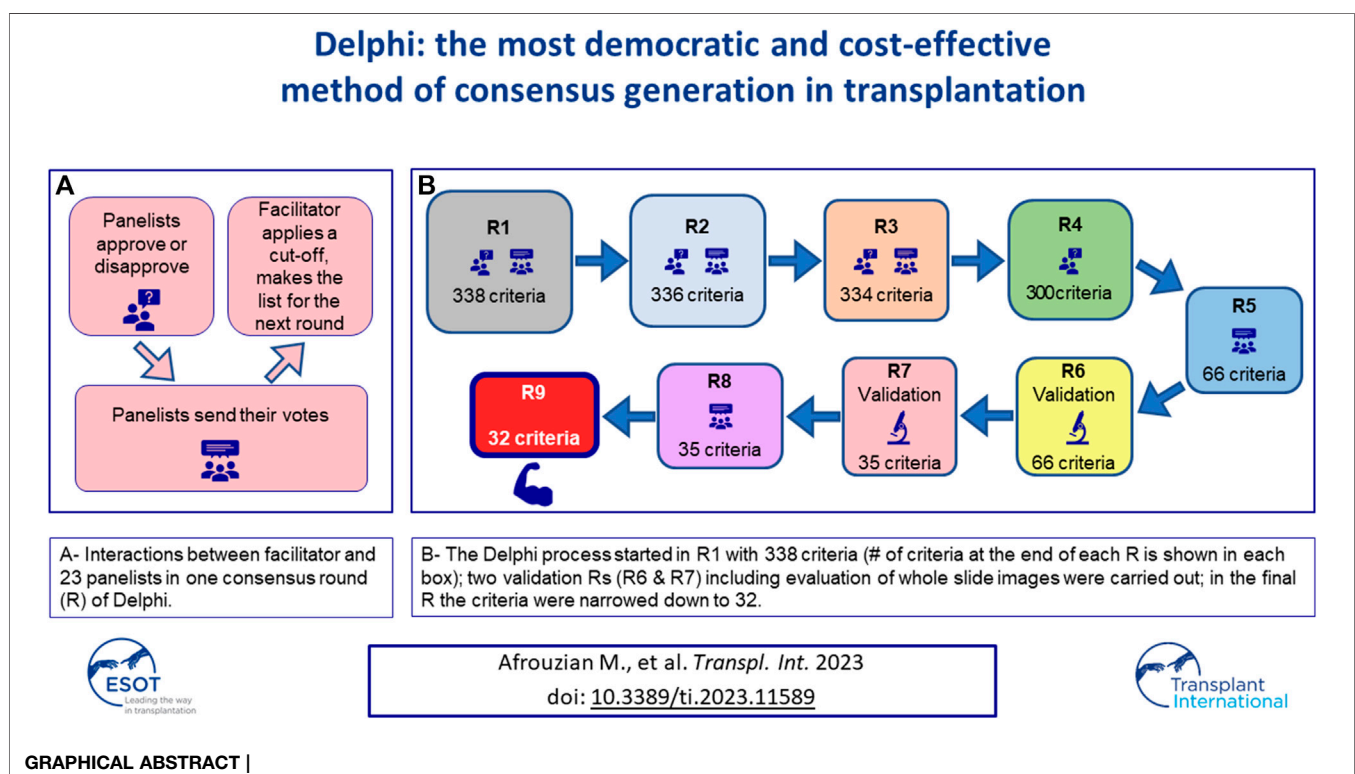 Delphi: the most democratic and cost-effective
method of consensus generation in transplantation
A
Panelists
approve or
disapprove
?
Facilitator
applies a
cut-off,
makes the
list for the
next round
Panelists send their votes
B
R1
?
338 criteria
R2
?
336 criteria
R3
?
334 criteria
R4
?
300criteria
R5
66 criteria
R6
Validation
66 criteria
R7
Validation
35 criteria
R8
35 criteria
R9
32 criteria
A- Interactions between facilitator and
23 panelists in one consensus round
(R) of Delphi.
B- The Delphi process started in R1 with 338 criteria (# of criteria at the end of each R is shown in each
box); two validation Rs (R6 & R7) including evaluation of whole slide images were carried out; in the final
R the criteria were narrowed down to 32.
ESOT
Leading the way
in transplantation
Afrouzian M., et al. Transpl. Int. 2023
doi: 10.3389/ti.2023.11589
Transplant
International
GRAPHICAL ABSTRACT |